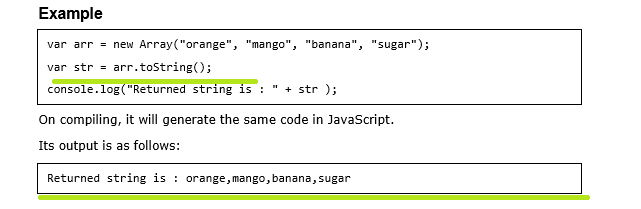 Example
var arr = new Array("orange", "mango", "banana", "sugar");
var str = arr.toString();
console.log("Returned string is : " + str );
On compiling, it will generate the same code in JavaScript.
Its output is as follows:
Returned string is : orange,mango,banana,sugar